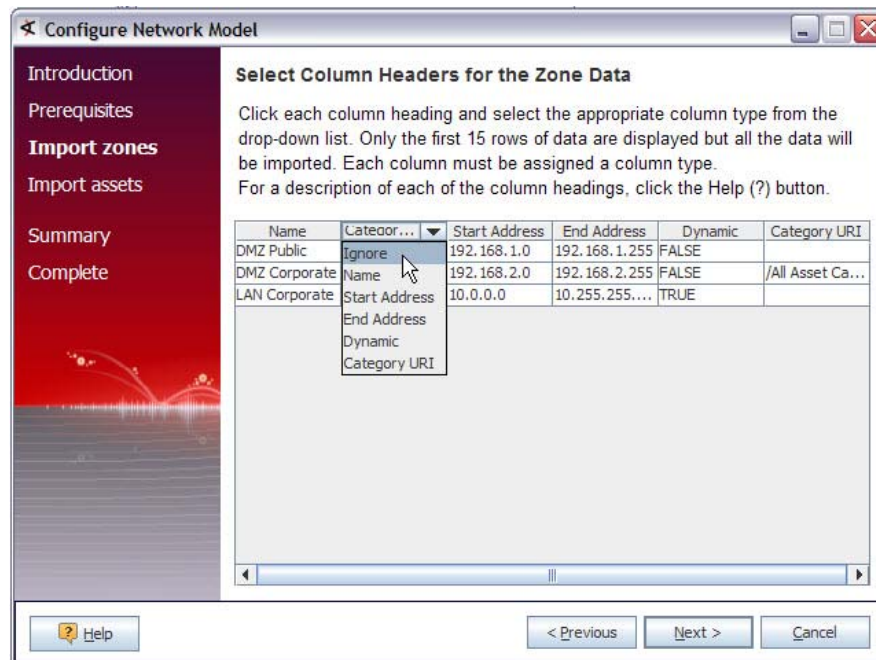 Configure Network Model
Introduction
Prerequisites
Import zones
Import assets
Summary
Complete
Select Column Headers for the Zone Data
Click each column heading and select the appropriate column type from the
drop-down list. Only the first 15 rows of data are displayed but all the data will
be imported. Each column must be assigned a column type.
For a description of each of the column headings, click the Help (?) button.
Name Categor... Start Address End Address Dynamic Category URI
DMZ Public 192.168.1.0 192.168.1.255 FALSE
DMZ Corporate 192.168.2.0 192.168.2.255 FALSE /All Asset Ca...
LAN Corporate 10.0.0.0 10.255.255.... TRUE
Ignore
Name
Start Address
End Address
Dynamic
Category URI
? Help
< Previous
Next >
Cancel